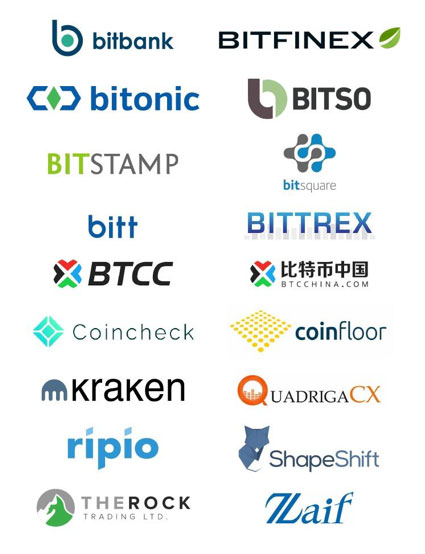 bitbank
BITFINEX
bitonic
BITSO
BITSTAMP
bitsquare
bitt
BITTREX
BTCC
比特币中国
BTCCHINA.COM
Coincheck
coinfloor
kraken
QUADRIGACX
ripio
ShapeShift
THEROCK
TRADING LTD.
Zaif